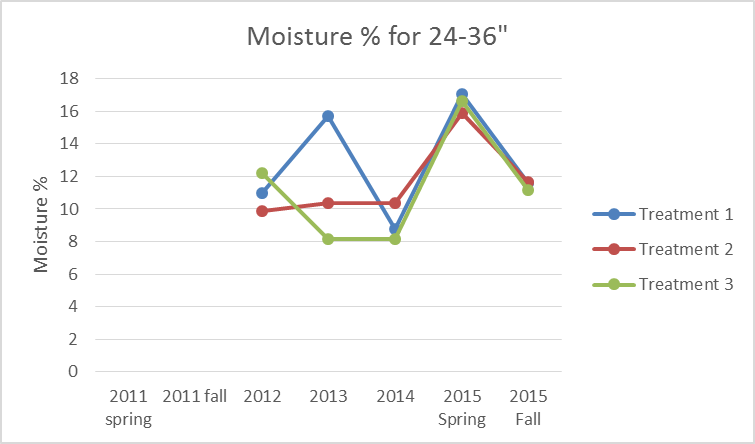 Moisture % for 24-36"
Moisture %
18
16
14
12
10
8
6
4
2
0
2011 spring
2011 fall
2012
2013
2014
2015 Spring
2015 Fall
Treatment 1
Treatment 2
Treatment 3